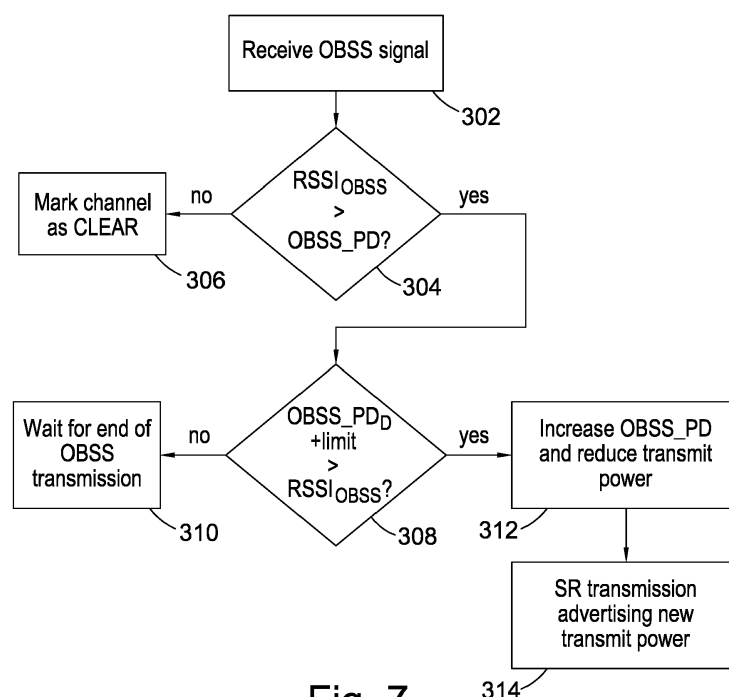 Receive OBSS signal
302
RSSI_OBSS
>
OBSS_PD?
304
no
yes
Mark channel
as CLEAR
306
OBSS_PD_D
+limit
>
RSSI_OBSS?
308
no
yes
Wait for end of
OBSS
transmission
310
Increase OBSS_PD
and reduce transmit
power
312
SR transmission
advertising new
transmit power
314
Fig. 7